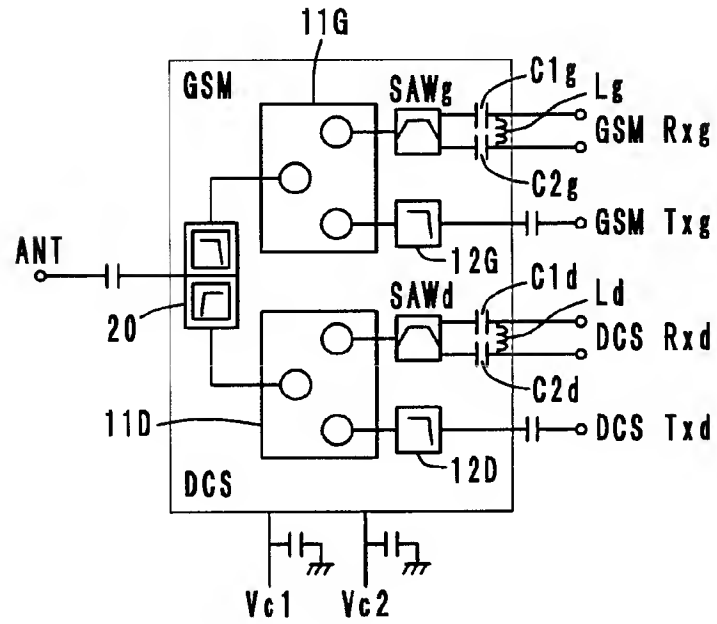 11G
GSM
SAWg
C1g
Lg
GSM Rxg
C2g
GSM Txg
12G
ANT
20
SAWd
C1d
Ld
DCS Rxd
C2d
11D
DCS Txd
12D
DCS
Vc1
Vc2